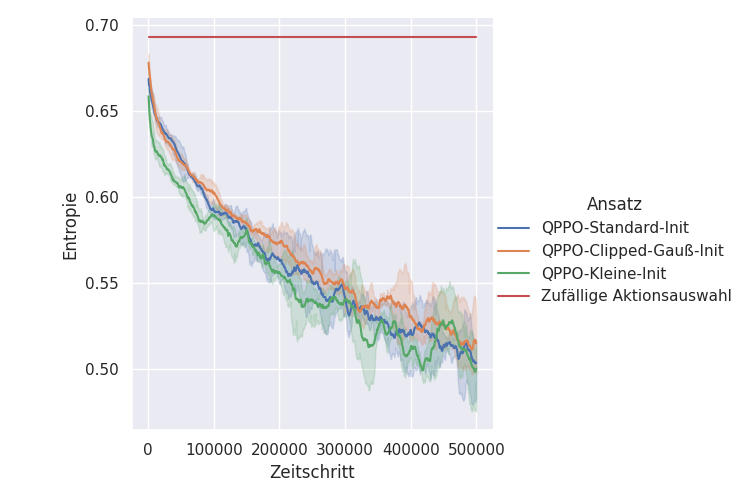 0.70
0.65
0.60
0.55
0.50
Entropie
0 100000 200000 300000 400000 500000
Zeitschritt
Ansatz
QPPO-Standard-Init
QPPO-Clipped-Gauß-Init
QPPO-Kleine-Init
Zufällige Aktionsauswahl